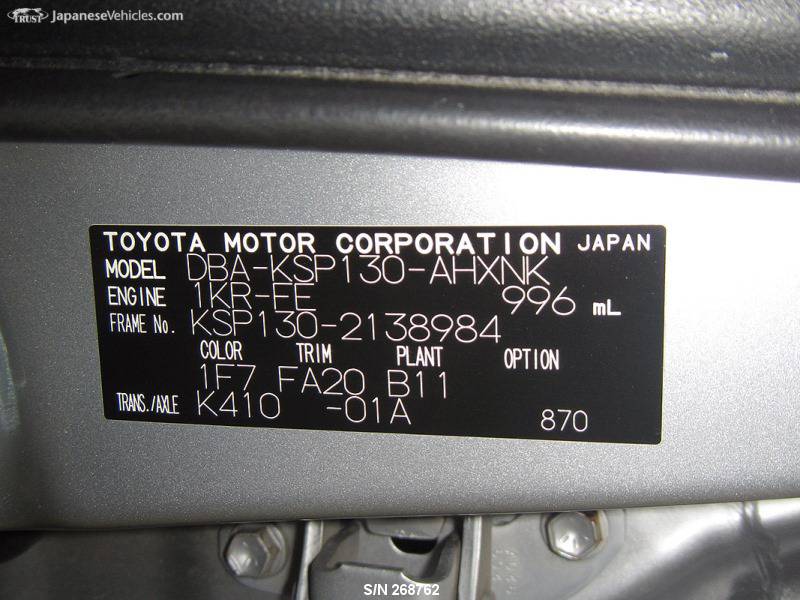 TRUST JapaneseVehicles.com
TOYOTA MOTOR CORPORATION JAPAN
MODEL DBA-KSP130-AHXNK
ENGINE 1KR-FE 996 mL
FRAME No. KSP130-2138984
COLOR TRIM PLANT OPTION
1F7 FA20 B11
TRANS./AXLE K410 -01A 870
S/N 268762